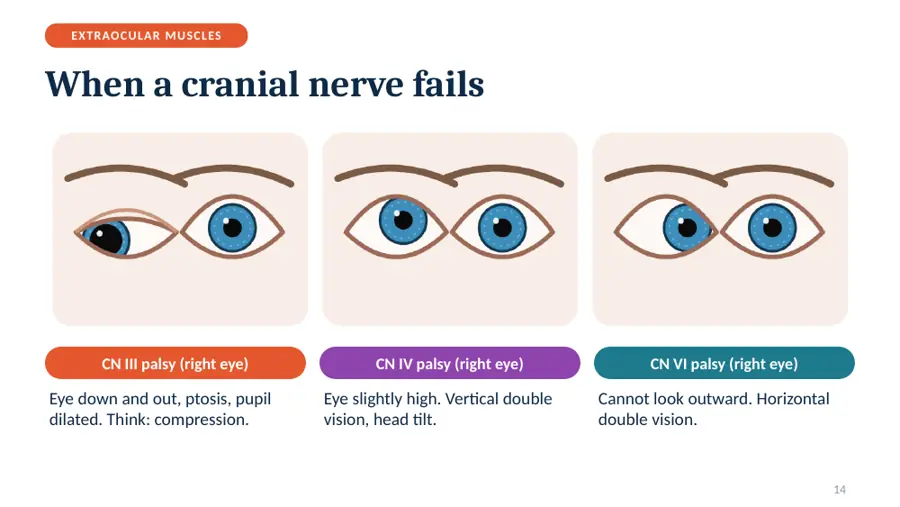 EXTRAOCULAR MUSCLES
When a cranial nerve fails
CN III palsy (right eye)
Eye down and out, ptosis, pupil
dilated. Think: compression.
CN IV palsy (right eye)
Eye slightly high. Vertical double
vision, head tilt.
CN VI palsy (right eye)
Cannot look outward. Horizontal
double vision.
14